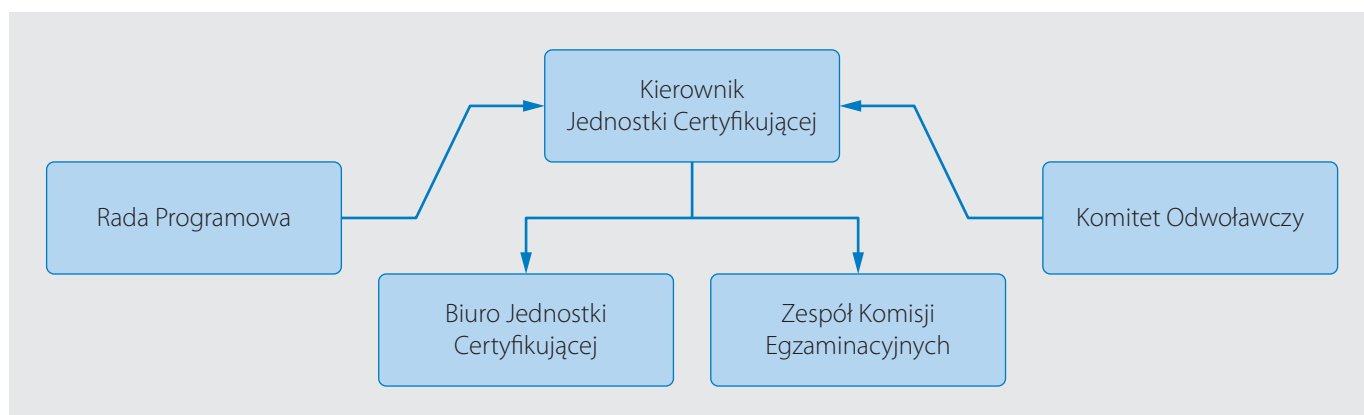 Kierownik
Jednostki Certyfikującej
Rada Programowa
Komitet Odwoławczy
Biuro Jednostki
Certyfikującej
Zespół Komisji
Egzaminacyjnych